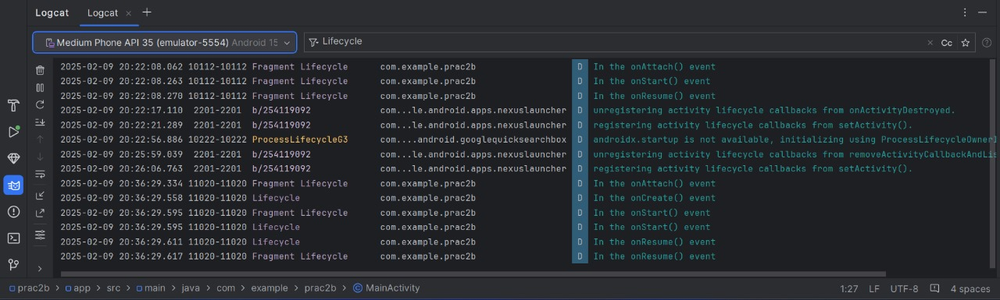 Logcat Logcat × +
Medium Phone API 35 (emulator-5554) Android 15 Lifecycle × Cc
2025-02-09 20:22:08.062 10112-10112 Fragment Lifecycle com.example.prac2b D In the onAttach() event
2025-02-09 20:22:08.263 10112-10112 Fragment Lifecycle com.example.prac2b D In the onStart() event
2025-02-09 20:22:08.270 10112-10112 Fragment Lifecycle com.example.prac2b D In the onResume() event
2025-02-09 20:22:17.110 2201-2201 b/254119092 com...le.android.apps.nexuslauncher D unregistering activity lifecycle callbacks from onActivityDestroyed.
2025-02-09 20:22:21.289 2201-2201 b/254119092 com...le.android.apps.nexuslauncher D registering activity lifecycle callbacks from setActivity().
2025-02-09 20:22:56.886 10222-10222 ProcessLifecycleG3 com....android.googlequicksearchbox D androidx.startup is not available, initializing using ProcessLifecycleOwnerI
2025-02-09 20:25:59.039 2201-2201 b/254119092 com...le.android.apps.nexuslauncher D unregistering activity lifecycle callbacks from removeActivityCallbackAndLis
2025-02-09 20:26:06.763 2201-2201 b/254119092 com...le.android.apps.nexuslauncher D registering activity lifecycle callbacks from setActivity().
2025-02-09 20:36:29.334 11020-11020 Fragment Lifecycle com.example.prac2b D In the onAttach() event
2025-02-09 20:36:29.558 11020-11020 Lifecycle com.example.prac2b D In the onCreate() event
2025-02-09 20:36:29.595 11020-11020 Fragment Lifecycle com.example.prac2b D In the onStart() event
2025-02-09 20:36:29.595 11020-11020 Lifecycle com.example.prac2b D In the onStart() event
2025-02-09 20:36:29.611 11020-11020 Lifecycle com.example.prac2b D In the onResume() event
2025-02-09 20:36:29.617 11020-11020 Fragment Lifecycle com.example.prac2b D In the onResume() event
prac2b > app > src > main > java > com > example > prac2b > MainActivity 1:27 LF UTF-8 4 spaces